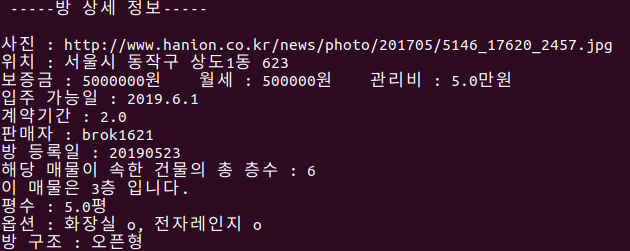 -----방 상세 정보-----
사진 : http://www.hanion.co.kr/news/photo/201705/5146_17620_2457.jpg
위치 : 서울시 동작구 상도1동 623
보증금 : 5000000원    월세 : 500000원    관리비 : 5.0만원
입주 가능일 : 2019.6.1
계약기간 : 2.0
판매자 : brok1621
방 등록일 : 20190523
해당 매물이 속한 건물의 총 층수 : 6
이 매물은 3층 입니다.
평수 : 5.0평
옵션 : 화장실 o, 전자레인지 o
방 구조 : 오픈형